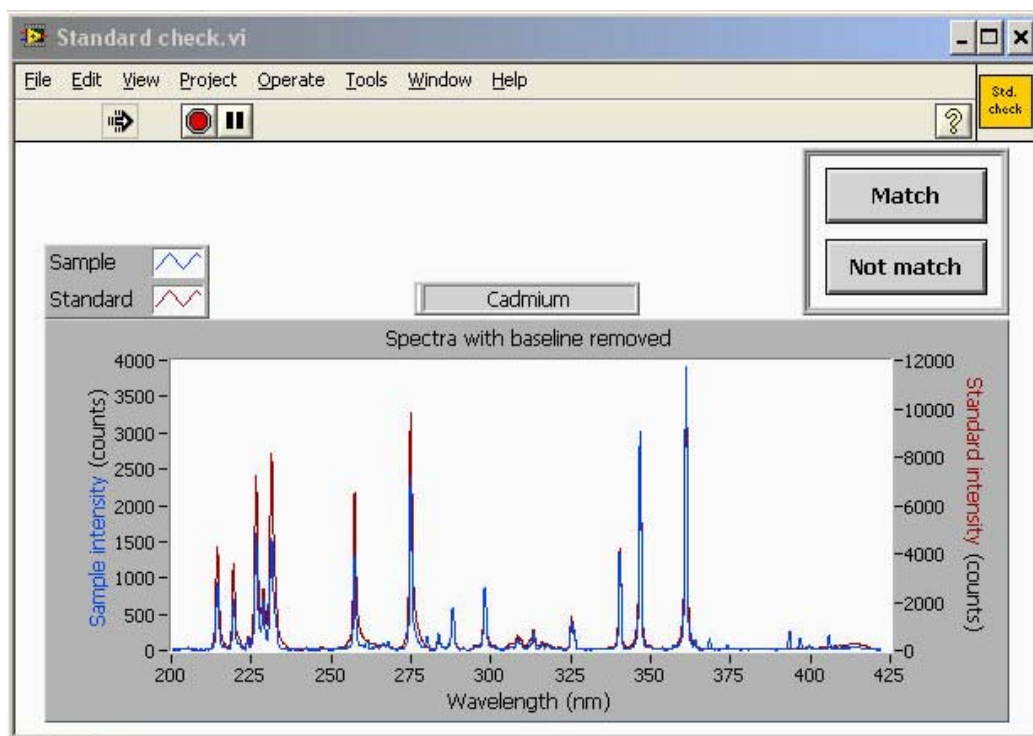 Standard check.vi
File Edit View Project Operate Tools Window Help
Std.
check
?
Match
Not match
Sample
Standard
Cadmium
Spectra with baseline removed
4000
3500
3000
2500
2000
1500
1000
500
0
Sample intensity (counts)
12000
10000
8000
6000
4000
2000
0
Standard intensity (counts)
200 225 250 275 300 325 350 375 400 425
Wavelength (nm)